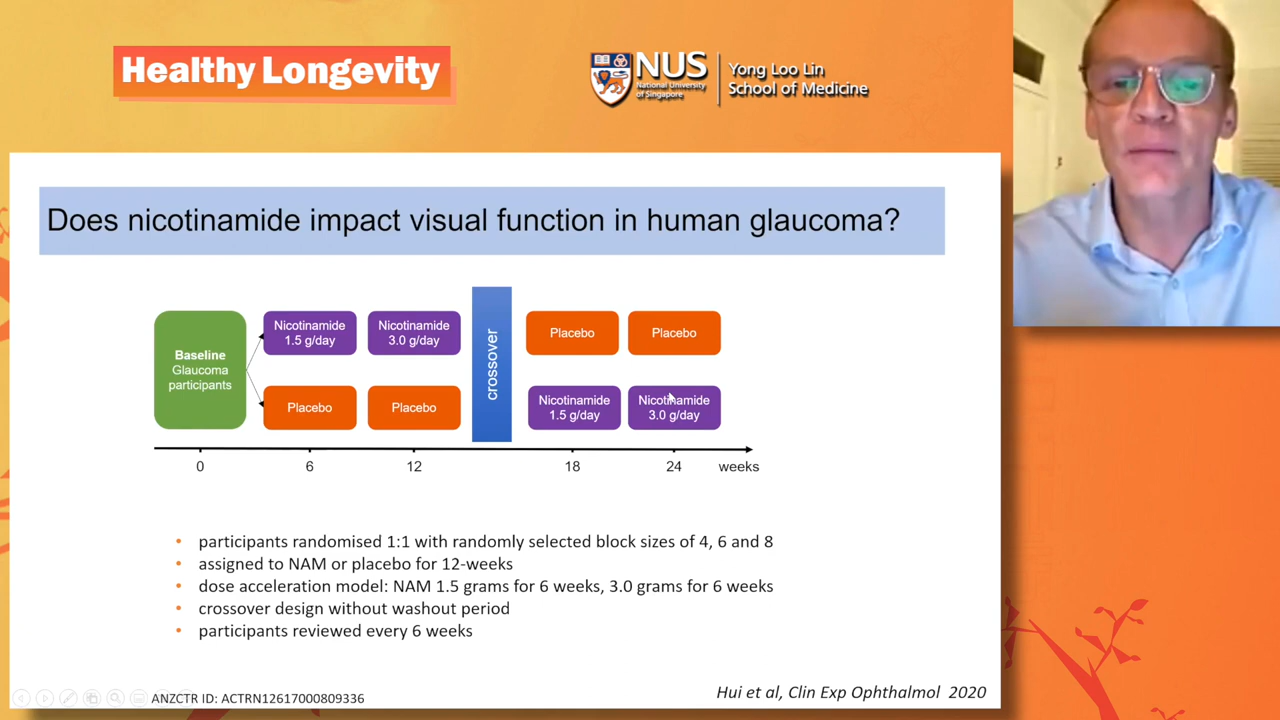 Healthy Longevity
NUS
National University
of Singapore
Yong Loo Lin
School of Medicine
Does nicotinamide impact visual function in human glaucoma?
Baseline
Glaucoma
participants
Nicotinamide
1.5 g/day
Nicotinamide
3.0 g/day
Placebo
Placebo
crossover
Placebo
Placebo
Nicotinamide
1.5 g/day
Nicotinamide
3.0 g/day
0
6
12
18
24
weeks
• participants randomised 1:1 with randomly selected block sizes of 4, 6 and 8
• assigned to NAM or placebo for 12-weeks
• dose acceleration model: NAM 1.5 grams for 6 weeks, 3.0 grams for 6 weeks
• crossover design without washout period
• participants reviewed every 6 weeks
ANZCTR ID: ACTRN12617000809336
Hui et al, Clin Exp Ophthalmol 2020